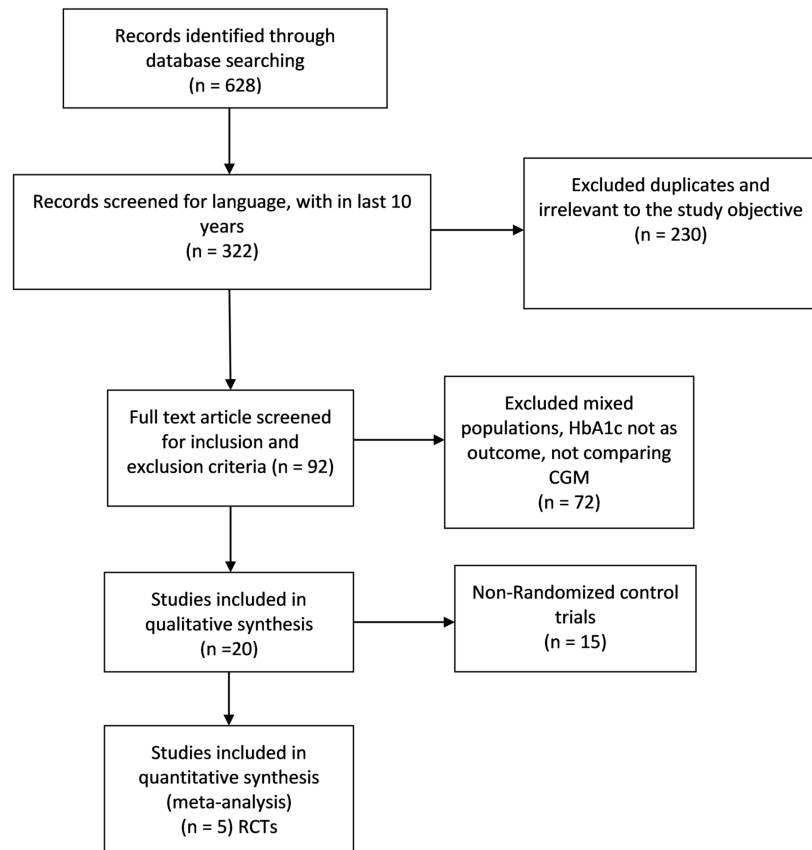 Records identified through
database searching
(n = 628)
Records screened for language, with in last 10
years
(n = 322)
Excluded duplicates and
irrelevant to the study objective
(n = 230)
Full text article screened
for inclusion and
exclusion criteria (n = 92)
Excluded mixed
populations, HbA1c not as
outcome, not comparing
CGM
(n = 72)
Studies included in
qualitative synthesis
(n =20)
Non-Randomized control
trials
(n = 15)
Studies included in
quantitative synthesis
(meta-analysis)
(n = 5) RCTs